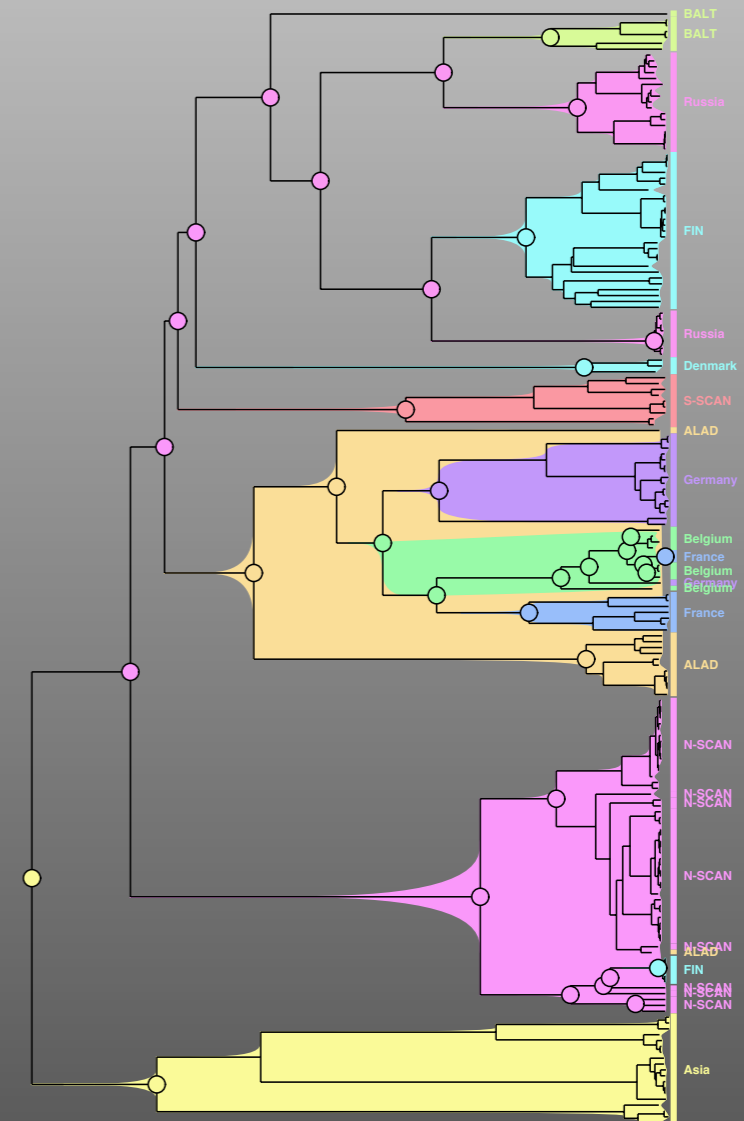 BALT
BALT
Russia
FIN
Russia
Denmark
S-SCAN
ALAD
Germany
Belgium
France
Belgium
Germany
Belgium
France
ALAD
N-SCAN
N-SCAN
N-SCAN
N-SCAN
N-SCAN
ALAD
FIN
N-SCAN
N-SCAN
N-SCAN
Asia